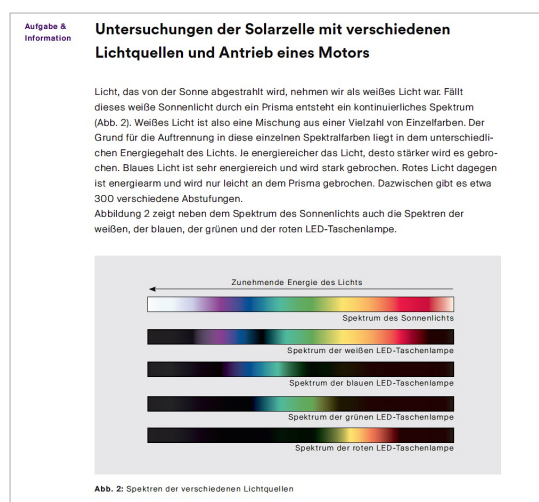 Aufgabe &
Information
Untersuchungen der Solarzelle mit verschiedenen
Lichtquellen und Antrieb eines Motors
Licht, das von der Sonne abgestrahlt wird, nehmen wir als weißes Licht war. Fällt
dieses weiße Sonnenlicht durch ein Prisma entsteht ein kontinuierliches Spektrum
(Abb. 2). Weißes Licht ist also eine Mischung aus einer Vielzahl von Einzelfarben. Der
Grund für die Auftrennung in diese einzelnen Spektralfarben liegt in dem unterschiedli-
chen Energiegehalt des Lichts. Je energiereicher das Licht, desto stärker wird es gebro-
chen. Blaues Licht ist sehr energiereich und wird stark gebrochen. Rotes Licht dagegen
ist energiearm und wird nur leicht an dem Prisma gebrochen. Dazwischen gibt es etwa
300 verschiedene Abstufungen.
Abbildung 2 zeigt neben dem Spektrum des Sonnenlichts auch die Spektren der
weißen, der blauen, der grünen und der roten LED-Taschenlampe.
Zunehmende Energie des Lichts
Spektrum des Sonnenlichts
Spektrum der weißen LED-Taschenlampe
Spektrum der blauen LED-Taschenlampe
Spektrum der grünen LED-Taschenlampe
Spektrum der roten LED-Taschenlampe
Abb. 2: Spektren der verschiedenen Lichtquellen